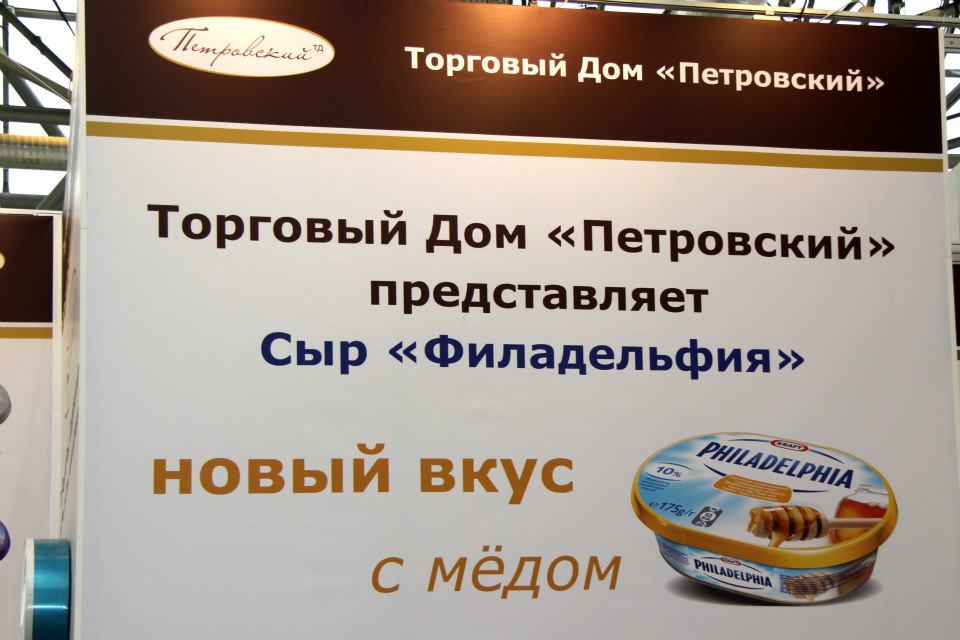 Петровский ТД
Торговый Дом «Петровский»
Торговый Дом «Петровский»
представляет
Сыр «Филадельфия»
новый вкус
с мёдом
KRAFT
PHILADELPHIA
10%
e175g/г
KRAFT
PHILADELPHIA